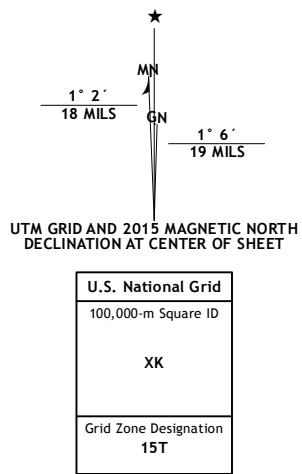 ★
MN
1° 2´
18 MILS
GN
1° 6´
19 MILS
UTM GRID AND 2015 MAGNETIC NORTH
DECLINATION AT CENTER OF SHEET
U.S. National Grid
100,000-m Square ID
XK
Grid Zone Designation
15T